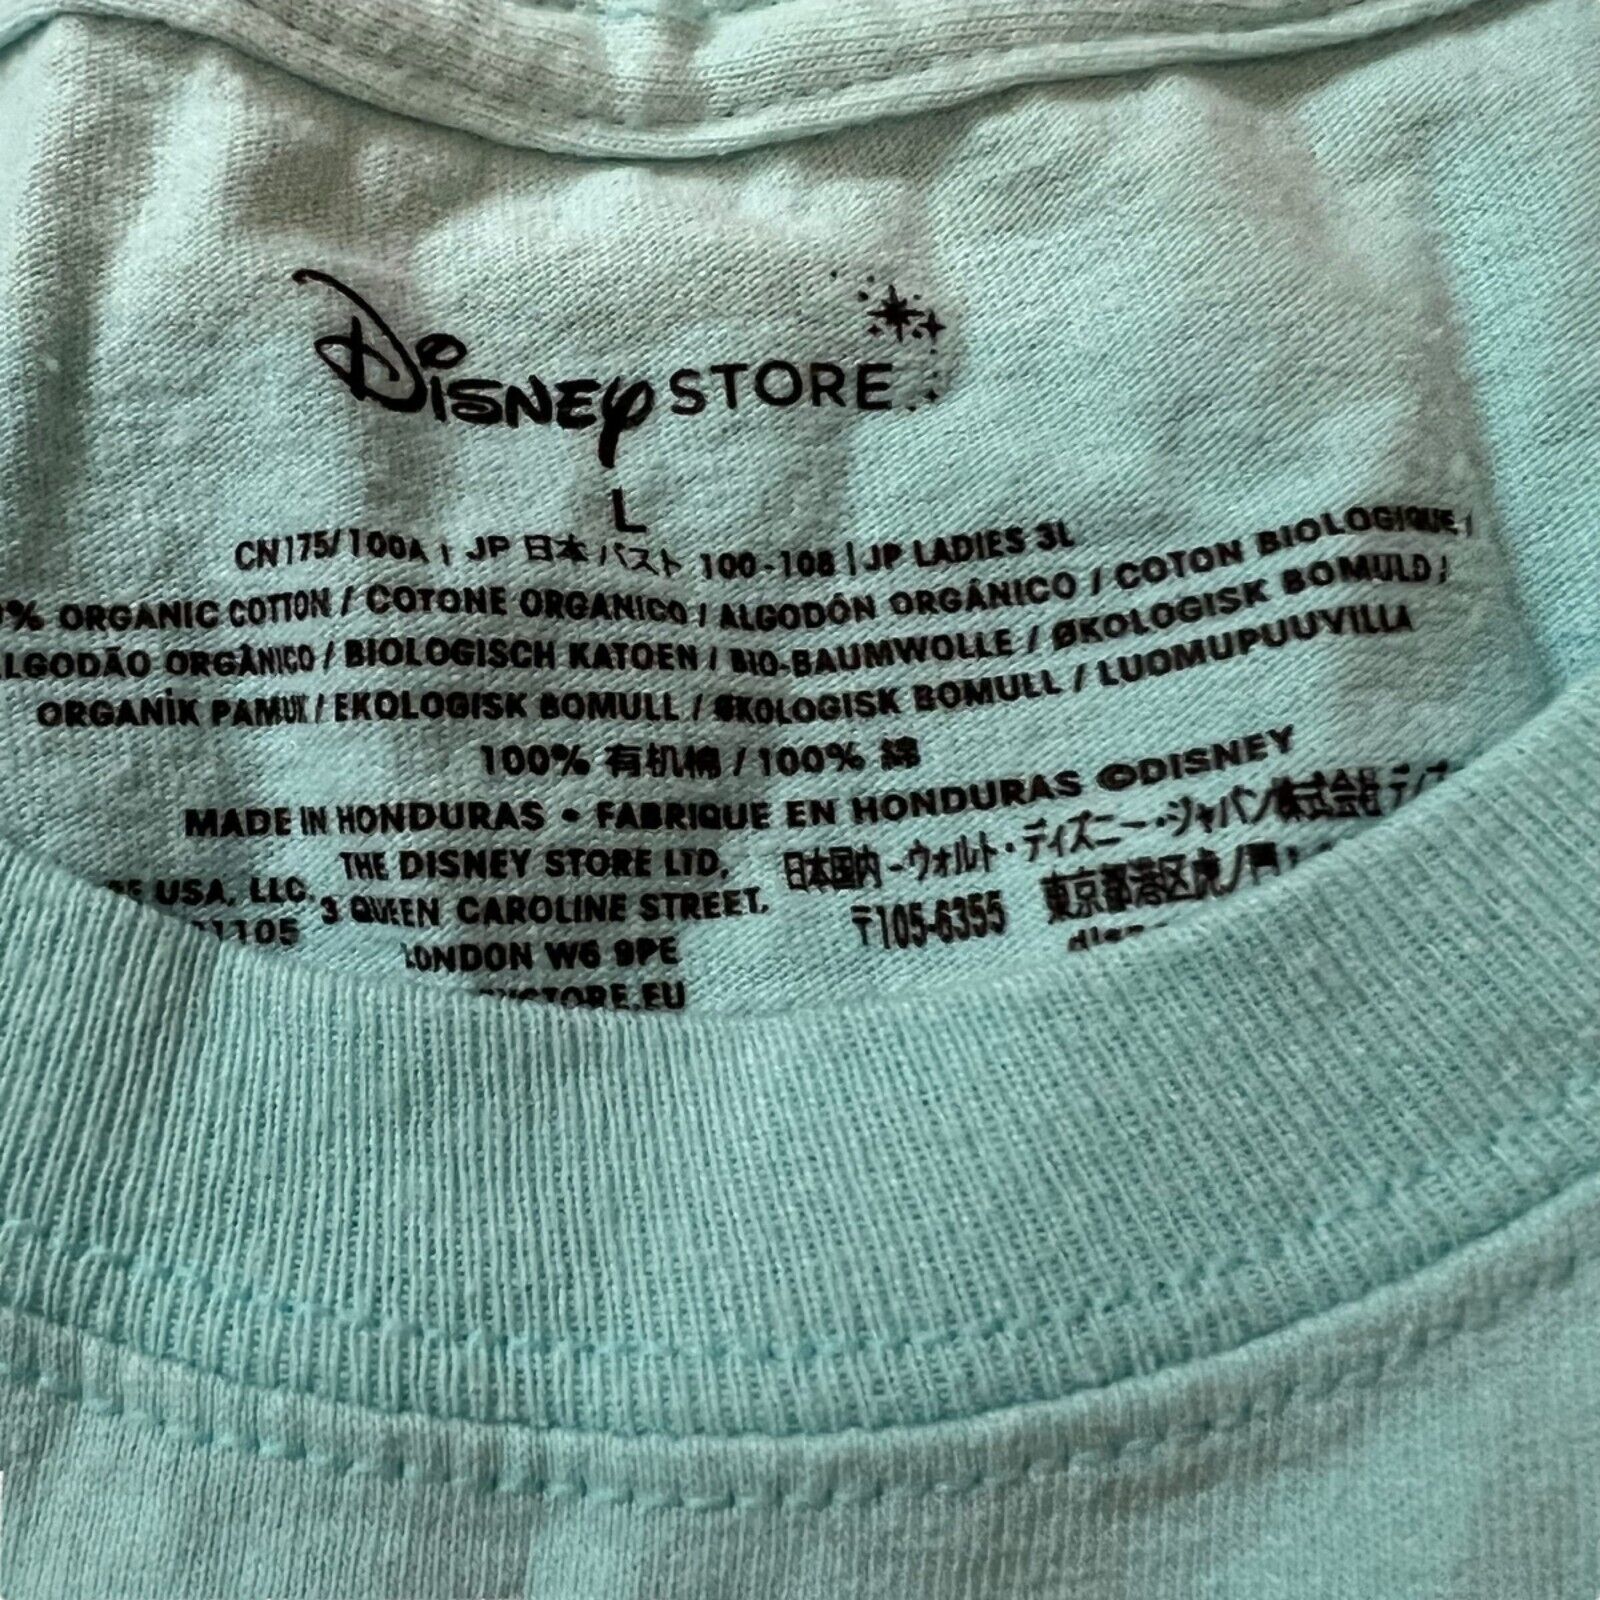 Disney STORE
L
CN175/100A | JP 日本 バスト 100-108 | JP LADIES 3L
% ORGANIC COTTON / COTONE ORGANICO / ALGODÓN ORGÁNICO / COTON BIOLOGIQUE /
ORGÂNICO / BIOLOGISCH KATOEN / BIO-BAUMWOLLE / ØKOLOGISK BOMULD /
ORGANİK PAMUK / EKOLOGISK BOMULL / ØKOLOGISK BOMULL / LUOMUPUUVILLA
100% 有机棉 / 100% 綿
MADE IN HONDURAS • FABRIQUE EN HONDURAS ©DISNEY
USA, LLC.
1105
THE DISNEY STORE LTD,
3 QUEEN CAROLINE STREET,
LONDON W6 9PE
STORE.EU
日本国内-ウォルト・ディズニー・ジャパン株式会社
〒105-6355 東京都港区虎ノ門